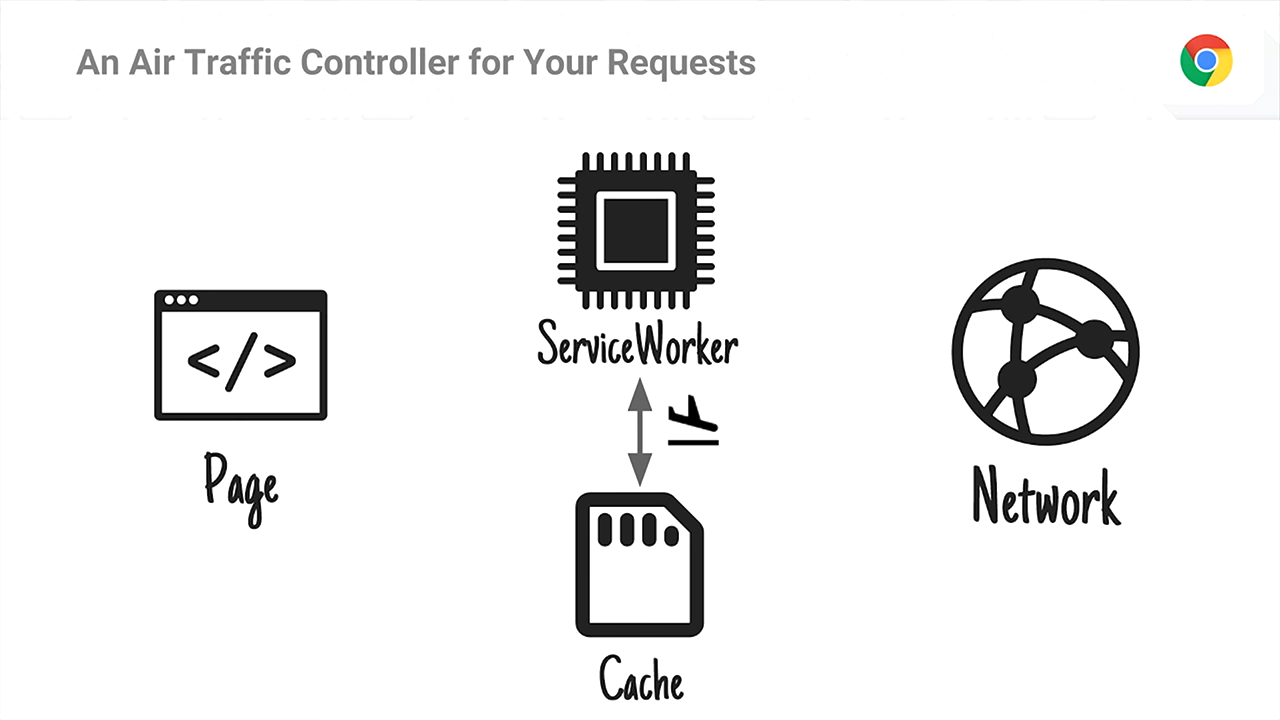 An Air Traffic Controller for Your Requests
ServiceWorker
</>
Page
Network
Cache